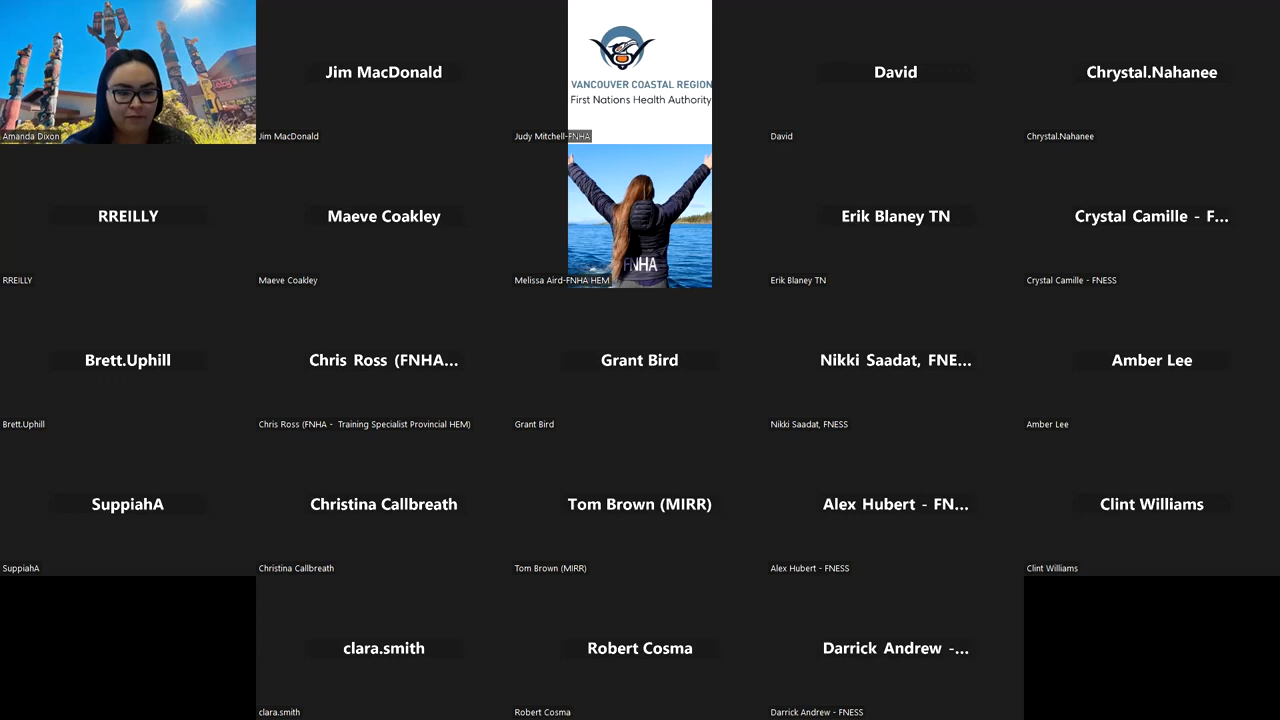 Amanda Dixon
Jim MacDonald
Jim MacDonald
VANCOUVER COASTAL REGION
First Nations Health Authority
Judy Mitchell-FNHA
David
David
Chrystal.Nahanee
Chrystal.Nahanee
RREILLY
RREILLY
Maeve Coakley
Maeve Coakley
FNHA
Melissa Aird-FNHA HEM
Erik Blaney TN
Erik Blaney TN
Crystal Camille - F...
Crystal Camille - FNESS
Brett.Uphill
Brett.Uphill
Chris Ross (FNHA...
Chris Ross (FNHA - Training Specialist Provincial HEM)
Grant Bird
Grant Bird
Nikki Saadat, FNE...
Nikki Saadat, FNESS
Amber Lee
Amber Lee
SuppiahA
SuppiahA
Christina Callbreath
Christina Callbreath
Tom Brown (MIRR)
Tom Brown (MIRR)
Alex Hubert - FN...
Alex Hubert - FNESS
Clint Williams
Clint Williams
clara.smith
clara.smith
Robert Cosma
Robert Cosma
Darrick Andrew -...
Darrick Andrew - FNESS